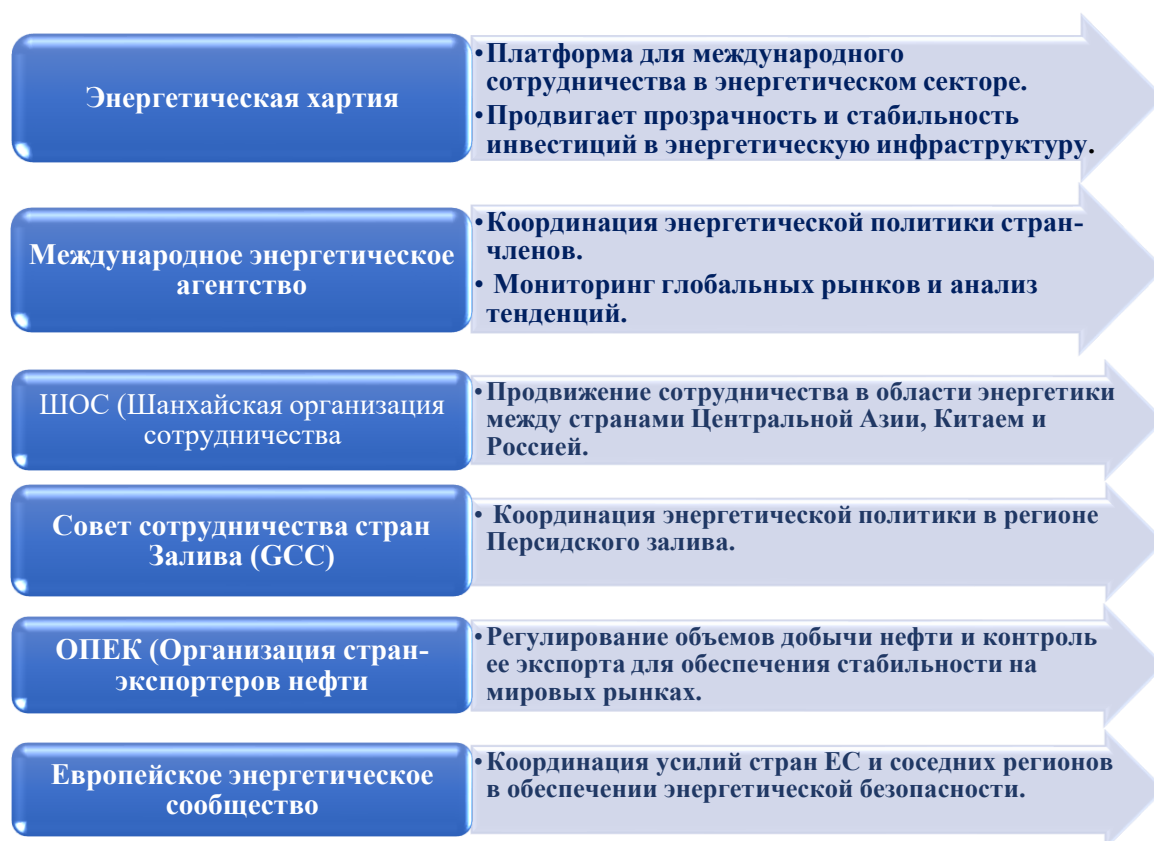 Энергетическая хартия
•Платформа для международного
сотрудничества в энергетическом секторе.
•Продвигает прозрачность и стабильность
инвестиций в энергетическую инфраструктуру.
Международное энергетическое
агентство
•Координация энергетической политики стран-
членов.
• Мониторинг глобальных рынков и анализ
тенденций.
ШОС (Шанхайская организация
сотрудничества
•Продвижение сотрудничества в области энергетики
между странами Центральной Азии, Китаем и
Россией.
Совет сотрудничества стран
Залива (GCC)
• Координация энергетической политики в регионе
Персидского залива.
ОПЕК (Организация стран-
экспортеров нефти
•Регулирование объемов добычи нефти и контроль
ее экспорта для обеспечения стабильности на
мировых рынках.
Европейское энергетическое
сообщество
•Координация усилий стран ЕС и соседних регионов
в обеспечении энергетической безопасности.